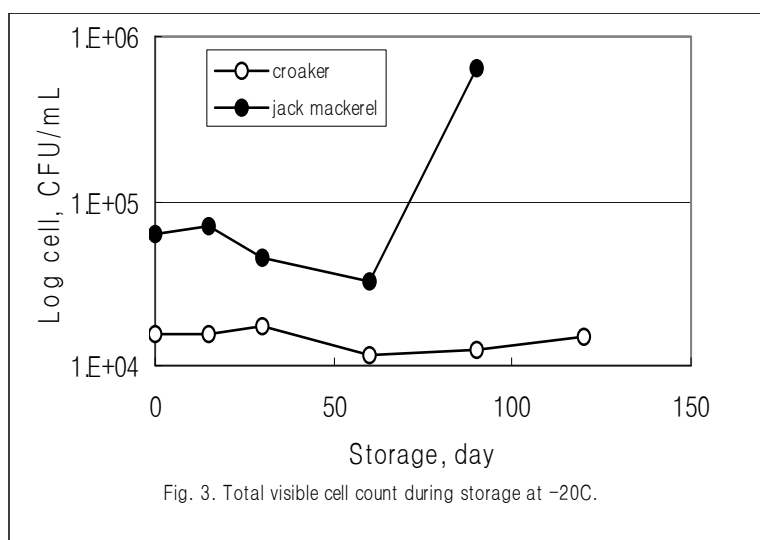 1.E+06
croaker
jack mackerel
1.E+05
Log cell, CFU/mL
1.E+04
0 50 100 150
Storage, day
Fig. 3. Total visible cell count during storage at -20C.